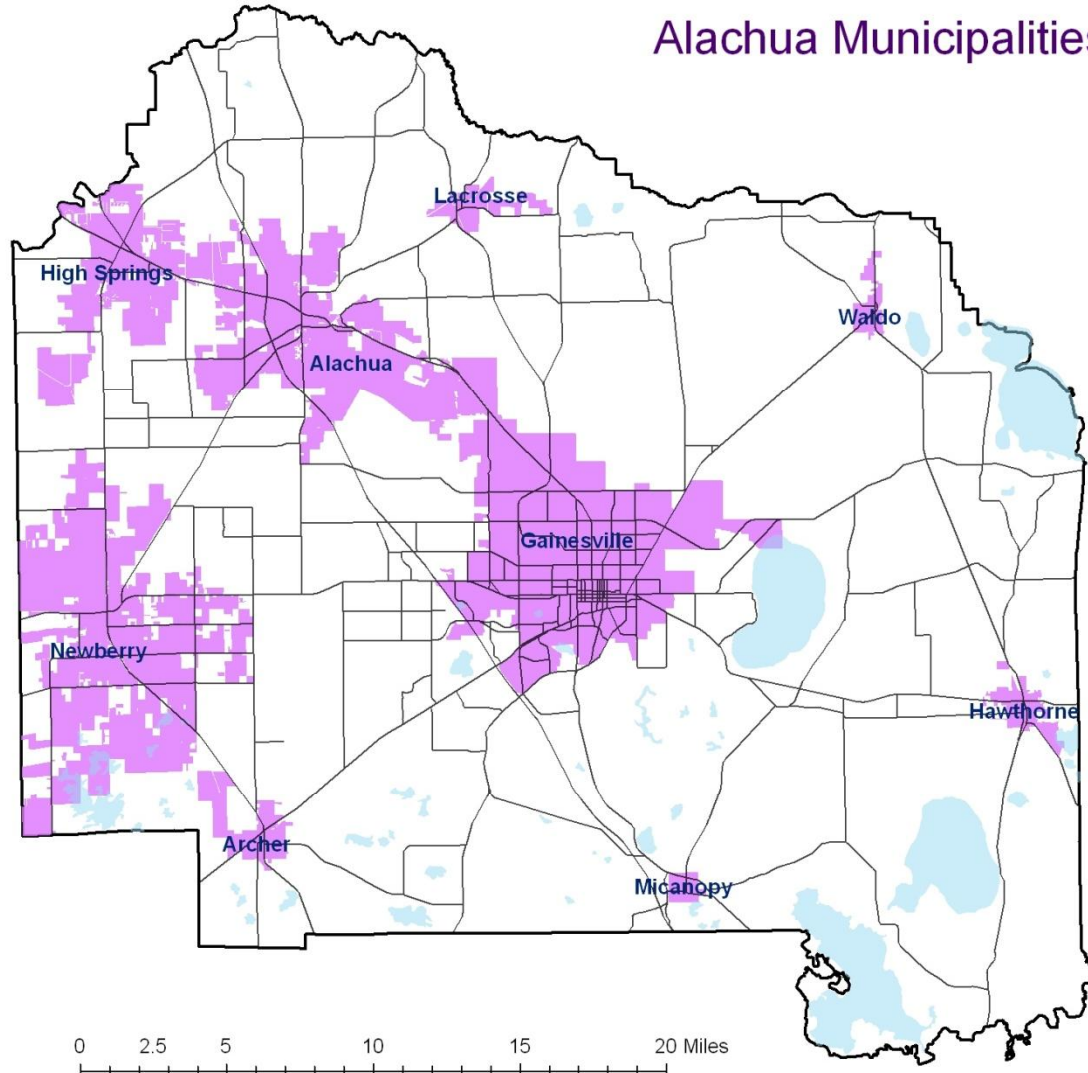 Alachua Municipalities
Lacrosse
High Springs
Waldo
Alachua
Gainesville
Newberry
Hawthorne
Archer
Micanopy
0 2.5 5 10 15 20 Miles